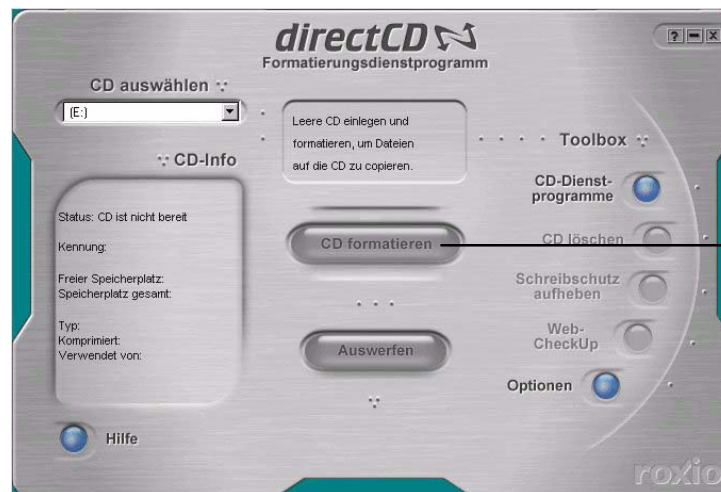 directCD
Formatierungsdienstprogramm
? – X
CD auswählen
(E:)
Leere CD einlegen und
formatieren, um Dateien
auf die CD zu copieren.
Toolbox
CD-Info
CD-Dienst-
programme
Status: CD ist nicht bereit
Kennung:
Freier Speicherplatz:
Speicherplatz gesamt:
Typ:
Komprimiert:
Verwendet von:
CD formatieren
CD löschen
Schreibschutz
aufheben
Web-
CheckUp
Auswerfen
Optionen
Hilfe
roxio